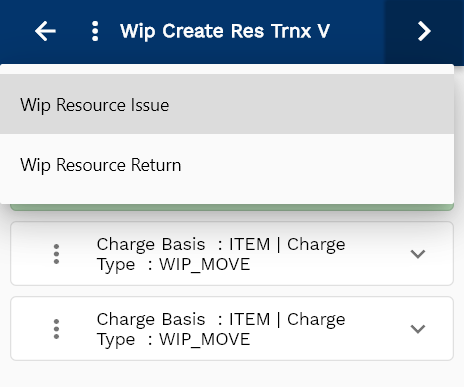 Wip Create Res Trnx V
Wip Resource Issue
Wip Resource Return
Charge Basis : ITEM | Charge
Type : WIP_MOVE
Charge Basis : ITEM | Charge
Type : WIP_MOVE